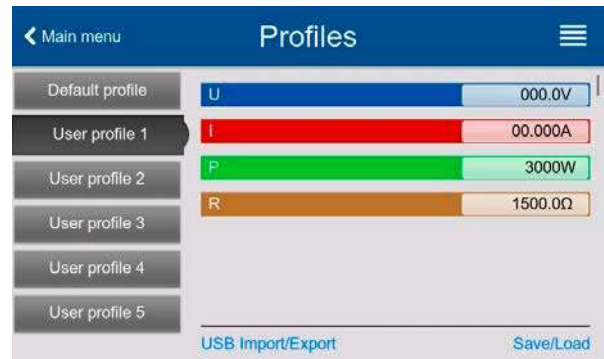 Main menu
Profiles
Default profile
User profile 1
User profile 2
User profile 3
User profile 4
User profile 5
U 000.0V
I 00.000A
P 3000W
R 1500.0Ω
USB Import/Export
Save/Load